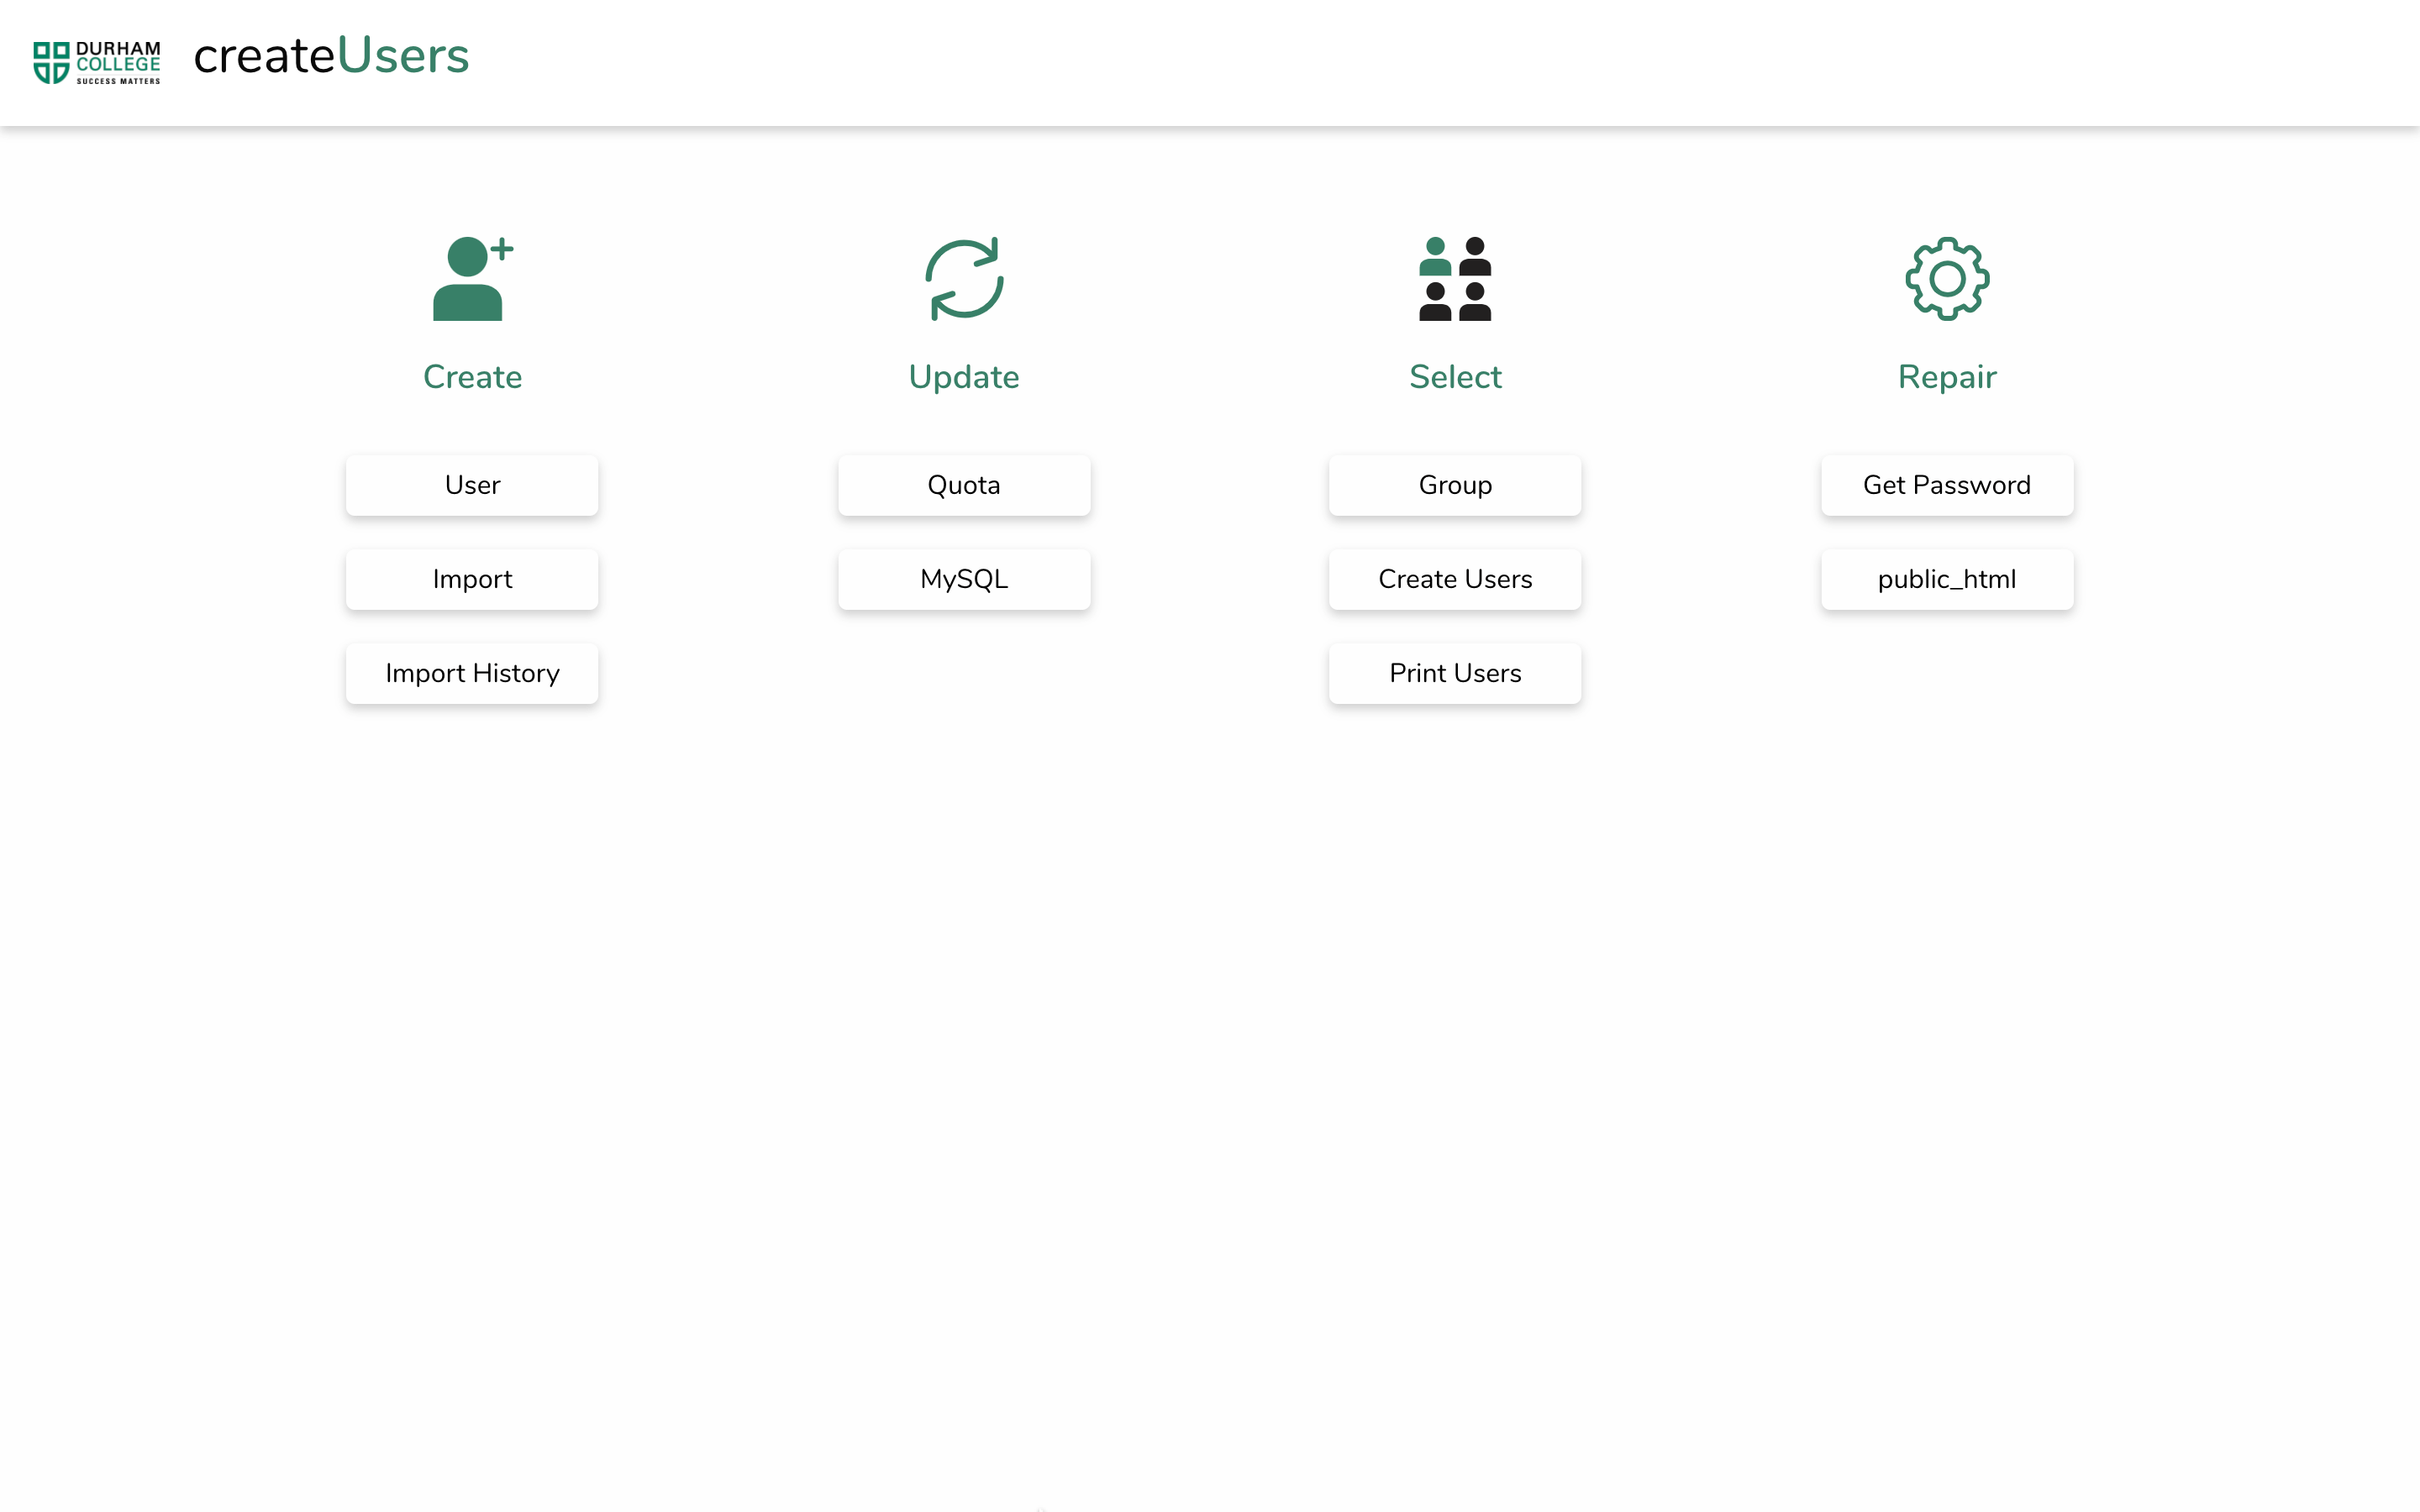 DURHAM
COLLEGE
SUCCESS MATTERS
createUsers
Create
Update
Select
Repair
User
Quota
Group
Get Password
Import
MySQL
Create Users
public_html
Import History
Print Users